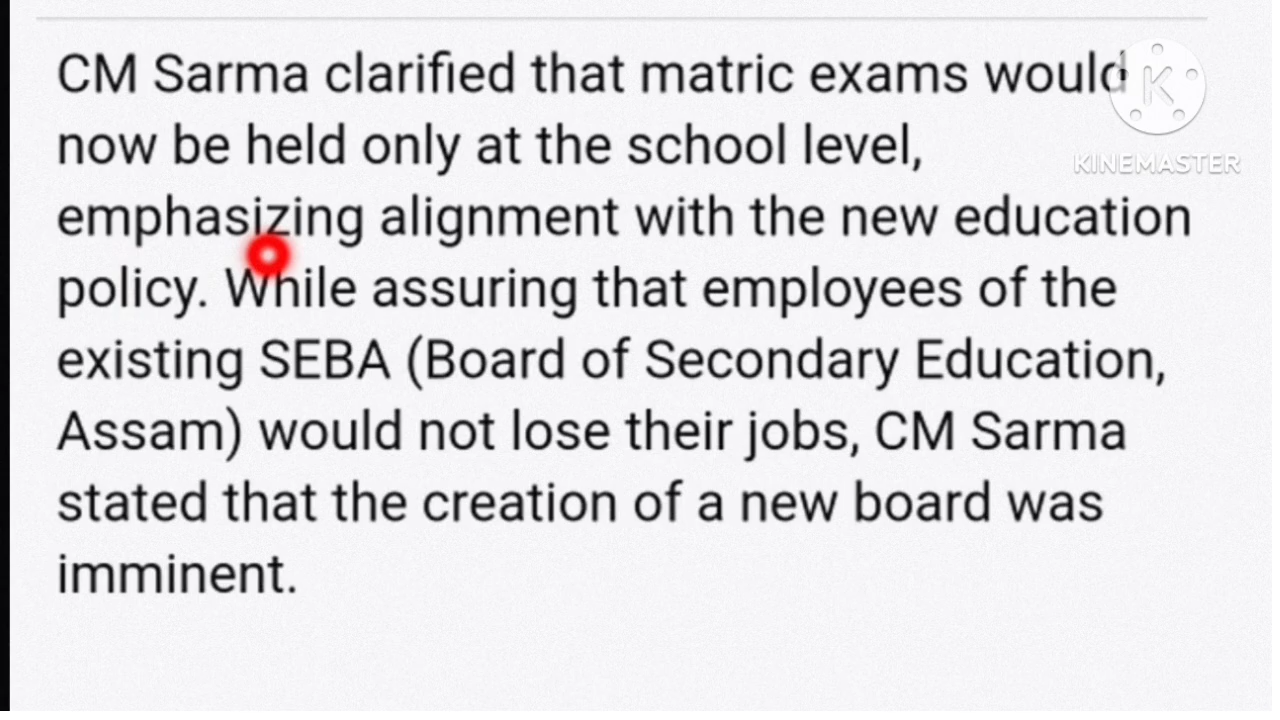 CM Sarma clarified that matric exams would
now be held only at the school level,
emphasizing alignment with the new education
policy. While assuring that employees of the
existing SEBA (Board of Secondary Education,
Assam) would not lose their jobs, CM Sarma
stated that the creation of a new board was
imminent.
K
KINEMASTER